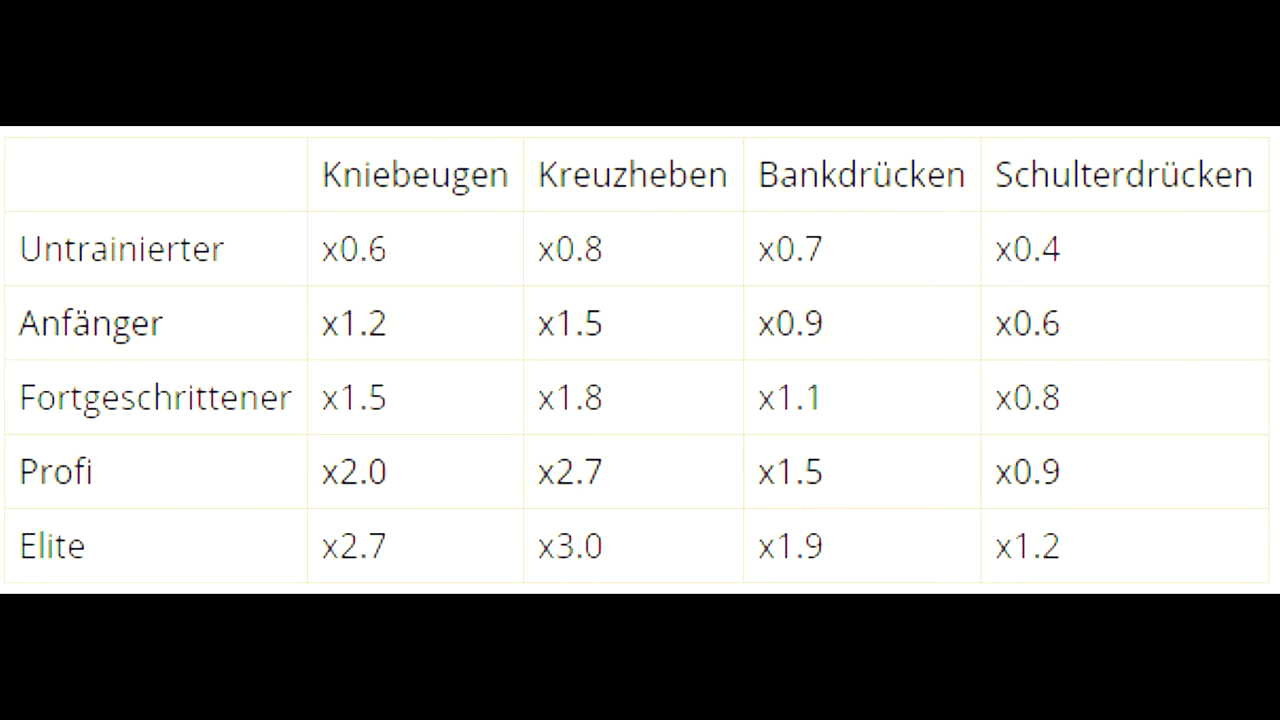 Kniebeugen Kreuzheben Bankdrücken Schulterdrücken
Untrainierter x0.6 x0.8 x0.7 x0.4
Anfänger x1.2 x1.5 x0.9 x0.6
Fortgeschrittener x1.5 x1.8 x1.1 x0.8
Profi x2.0 x2.7 x1.5 x0.9
Elite x2.7 x3.0 x1.9 x1.2